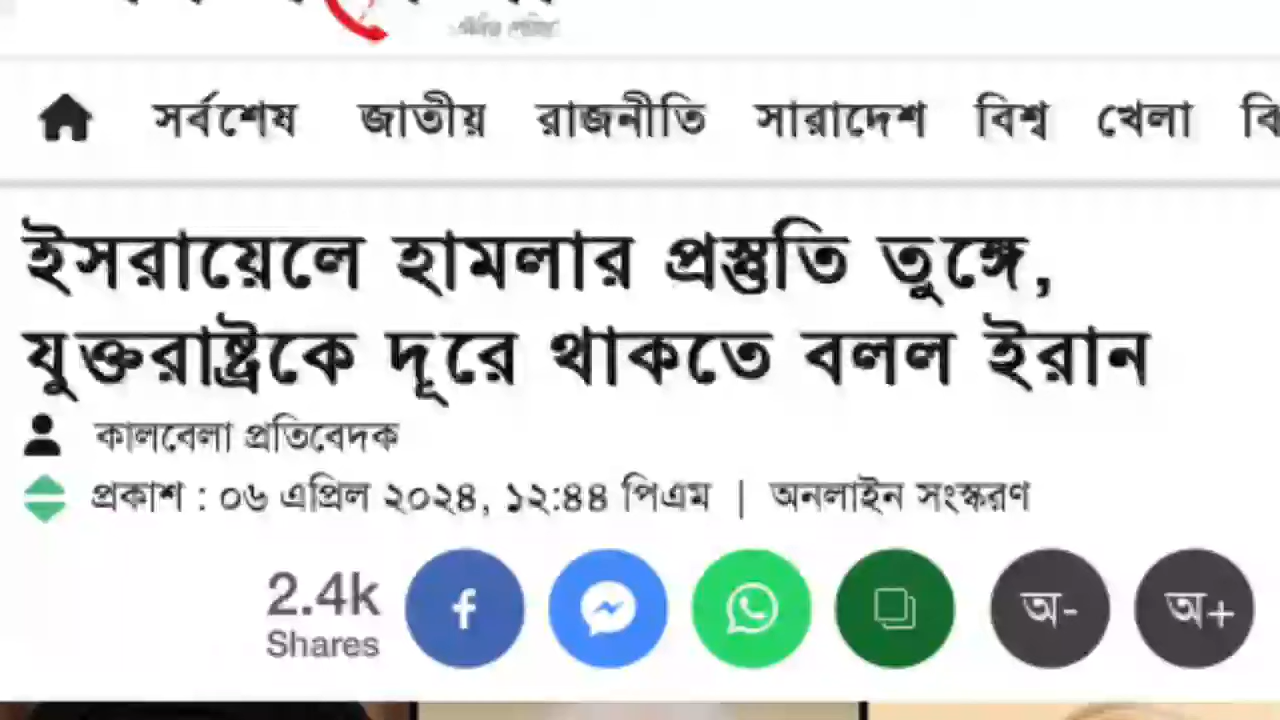 সর্বশেষ জাতীয় রাজনীতি সারাদেশ বিশ্ব খেলা
ইসরায়েলে হামলার প্রস্তুতি তুঙ্গে,
যুক্তরাষ্ট্রকে দূরে থাকতে বলল ইরান
কালবেলা প্রতিবেদক
প্রকাশ : ০৬ এপ্রিল ২০২৪, ১২:৪৪ পিএম | অনলাইন সংস্করণ
2.4k
Shares
অ- অ+